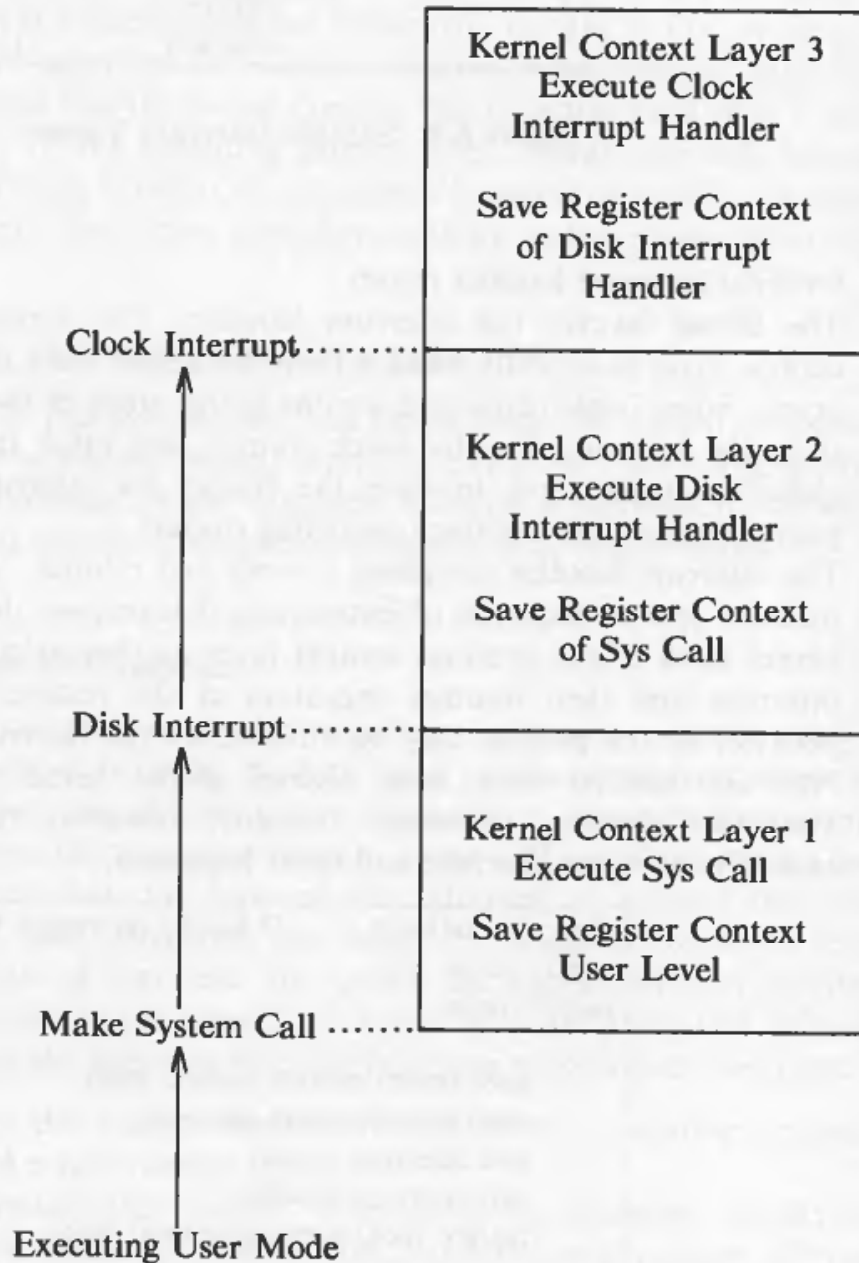 Kernel Context Layer 3
Execute Clock
Interrupt Handler
Save Register Context
of Disk Interrupt
Handler
Clock Interrupt
Kernel Context Layer 2
Execute Disk
Interrupt Handler
Save Register Context
of Sys Call
Disk Interrupt
Kernel Context Layer 1
Execute Sys Call
Save Register Context
User Level
Make System Call
Executing User Mode